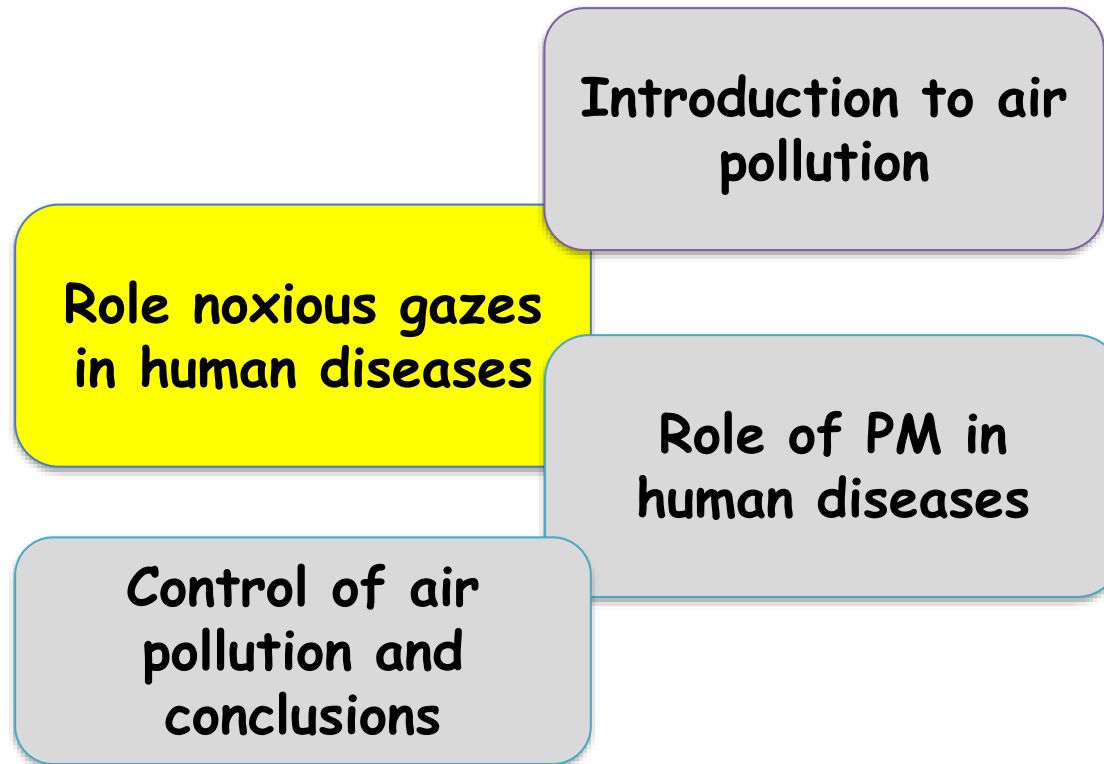 Introduction to air
pollution
Role noxious gazes
in human diseases
Role of PM in
human diseases
Control of air
pollution and
conclusions